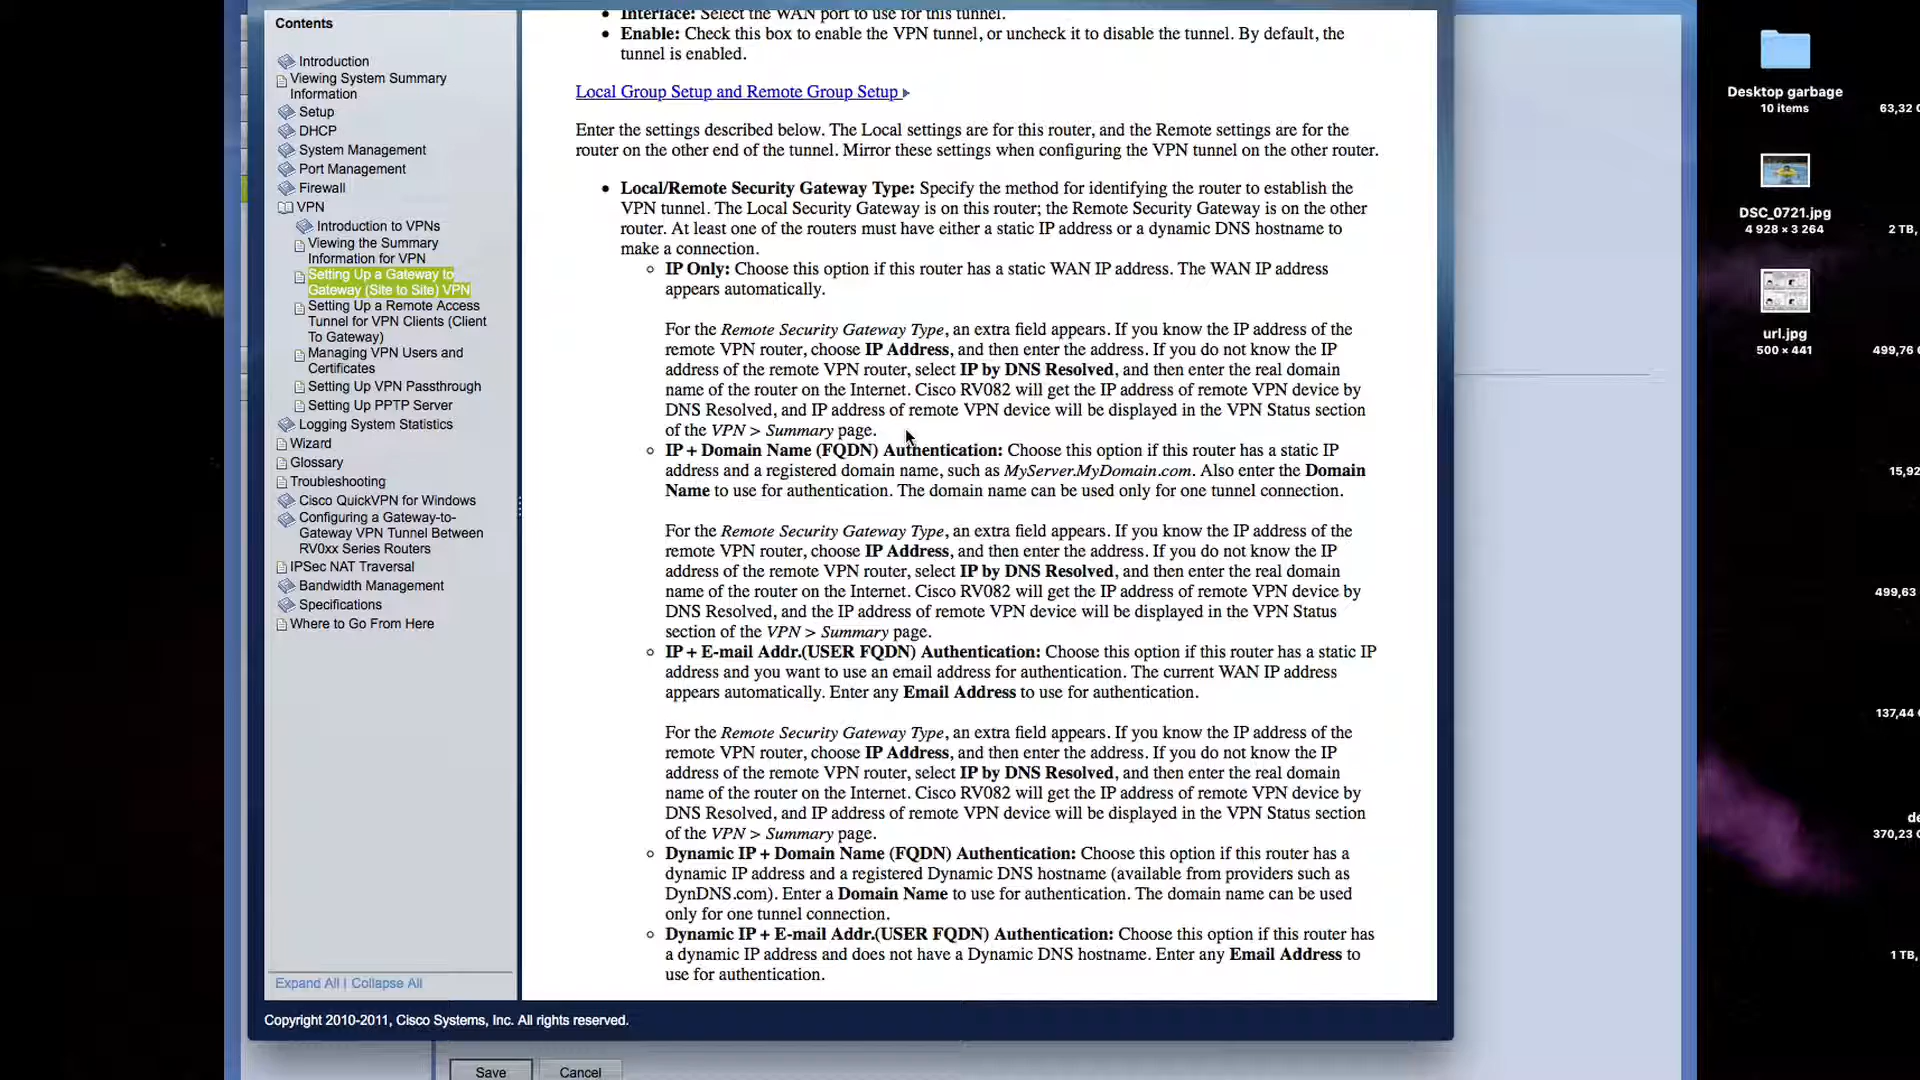 Contents
Introduction
Viewing System Summary
Information
Setup
DHCP
System Management
Port Management
Firewall
VPN
Introduction to VPNs
Viewing the Summary
Information for VPN
Setting Up a Gateway to
Gateway (Site to Site) VPN
Setting Up a Remote Access
Tunnel for VPN Clients (Client
To Gateway)
Managing VPN Users and
Certificates
Setting Up VPN Passthrough
Setting Up PPTP Server
Logging System Statistics
Wizard
Glossary
Troubleshooting
Cisco QuickVPN for Windows
Configuring a Gateway-to-
Gateway VPN Tunnel Between
RV0xx Series Routers
IPSec NAT Traversal
Bandwidth Management
Specifications
Where to Go From Here
Expand All | Collapse All
Interface: Select the WAN port to use for this tunnel.
Enable: Check this box to enable the VPN tunnel, or uncheck it to disable the tunnel. By default, the
tunnel is enabled.
Local Group Setup and Remote Group Setup
Enter the settings described below. The Local settings are for this router, and the Remote settings are for the
router on the other end of the tunnel. Mirror these settings when configuring the VPN tunnel on the other router.
Local/Remote Security Gateway Type: Specify the method for identifying the router to establish the
VPN tunnel. The Local Security Gateway is on this router; the Remote Security Gateway is on the other
router. At least one of the routers must have either a static IP address or a dynamic DNS hostname to
make a connection.
IP Only: Choose this option if this router has a static WAN IP address. The WAN IP address
appears automatically.
For the Remote Security Gateway Type, an extra field appears. If you know the IP address of the
remote VPN router, choose IP Address, and then enter the address. If you do not know the IP
address of the remote VPN router, select IP by DNS Resolved, and then enter the real domain
name of the router on the Internet. Cisco RV082 will get the IP address of remote VPN device by
DNS Resolved, and IP address of remote VPN device will be displayed in the VPN Status section
of the VPN > Summary page.
IP + Domain Name (FQDN) Authentication: Choose this option if this router has a static IP
address and a registered domain name, such as MyServer.MyDomain.com. Also enter the Domain
Name to use for authentication. The domain name can be used only for one tunnel connection.
For the Remote Security Gateway Type, an extra field appears. If you know the IP address of the
remote VPN router, choose IP Address, and then enter the address. If you do not know the IP
address of the remote VPN router, select IP by DNS Resolved, and then enter the real domain
name of the router on the Internet. Cisco RV082 will get the IP address of remote VPN device by
DNS Resolved, and the IP address of remote VPN device will be displayed in the VPN Status
section of the VPN > Summary page.
IP + E-mail Addr.(USER FQDN) Authentication: Choose this option if this router has a static IP
address and you want to use an email address for authentication. The current WAN IP address
appears automatically. Enter any Email Address to use for authentication.
For the Remote Security Gateway Type, an extra field appears. If you know the IP address of the
remote VPN router, choose IP Address, and then enter the address. If you do not know the IP
address of the remote VPN router, select IP by DNS Resolved, and then enter the real domain
name of the router on the Internet. Cisco RV082 will get the IP address of remote VPN device by
DNS Resolved, and IP address of remote VPN device will be displayed in the VPN Status section
of the VPN > Summary page.
Dynamic IP + Domain Name (FQDN) Authentication: Choose this option if this router has a
dynamic IP address and a registered Dynamic DNS hostname (available from providers such as
DynDNS.com). Enter a Domain Name to use for authentication. The domain name can be used
only for one tunnel connection.
Dynamic IP + E-mail Addr.(USER FQDN) Authentication: Choose this option if this router has
a dynamic IP address and does not have a Dynamic DNS hostname. Enter any Email Address to
use for authentication.
Copyright 2010-2011, Cisco Systems, Inc. All rights reserved.
Save
Cancel
Desktop garbage
10 items
DSC_0721.jpg
4 928 × 3 264
url.jpg
500 × 441
63,32
2 TB,
499,76
15,92
499,63
137,44
de
370,23
1 TB,